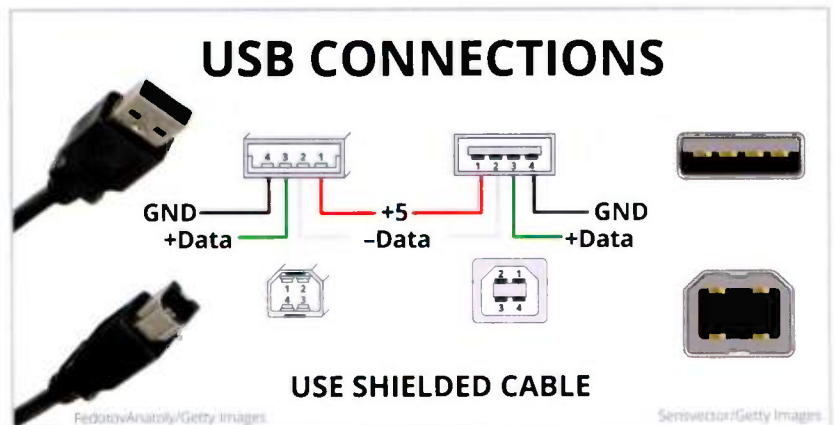 USB CONNECTIONS
4 3 2 1
1 2 3 4
GND +5 GND
+Data –Data +Data
1 2
4 3
2 1
3 4
USE SHIELDED CABLE
FedotovAnatoly/Getty Images
Sensvector/Getty Images